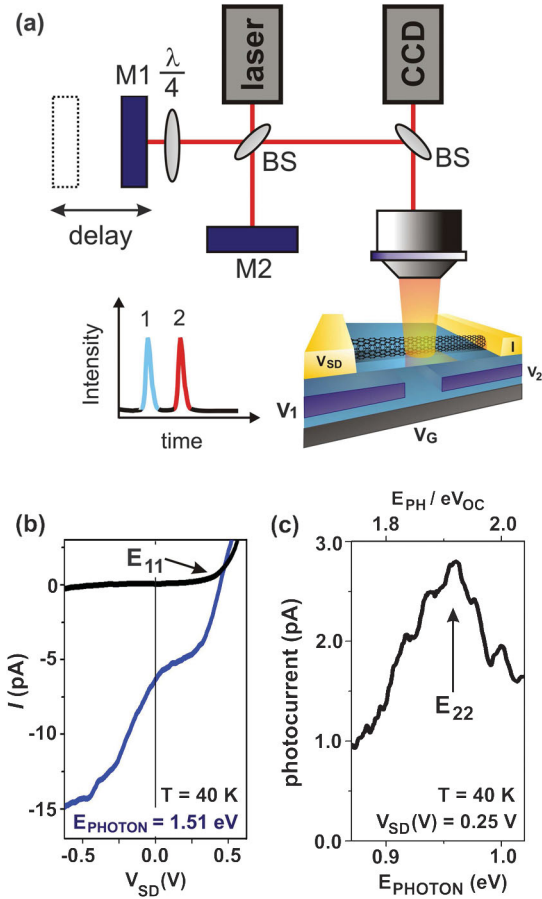 (a)
laser
CCD
M1
λ/4
BS
BS
delay
M2
Intensity
1 2
time
V_SD
I
V_1
V_2
V_G
(b)
E_11
0
-5
-10
-15
I (pA)
T = 40 K
E_PHOTON = 1.51 eV
-0.5 0.0 0.5
V_SD(V)
(c)
E_PH / eV_OC
1.8 2.0
3.0
2.0
1.0
0.0
photocurrent (pA)
E_22
T = 40 K
V_SD(V) = 0.25 V
0.9 1.0
E_PHOTON (eV)